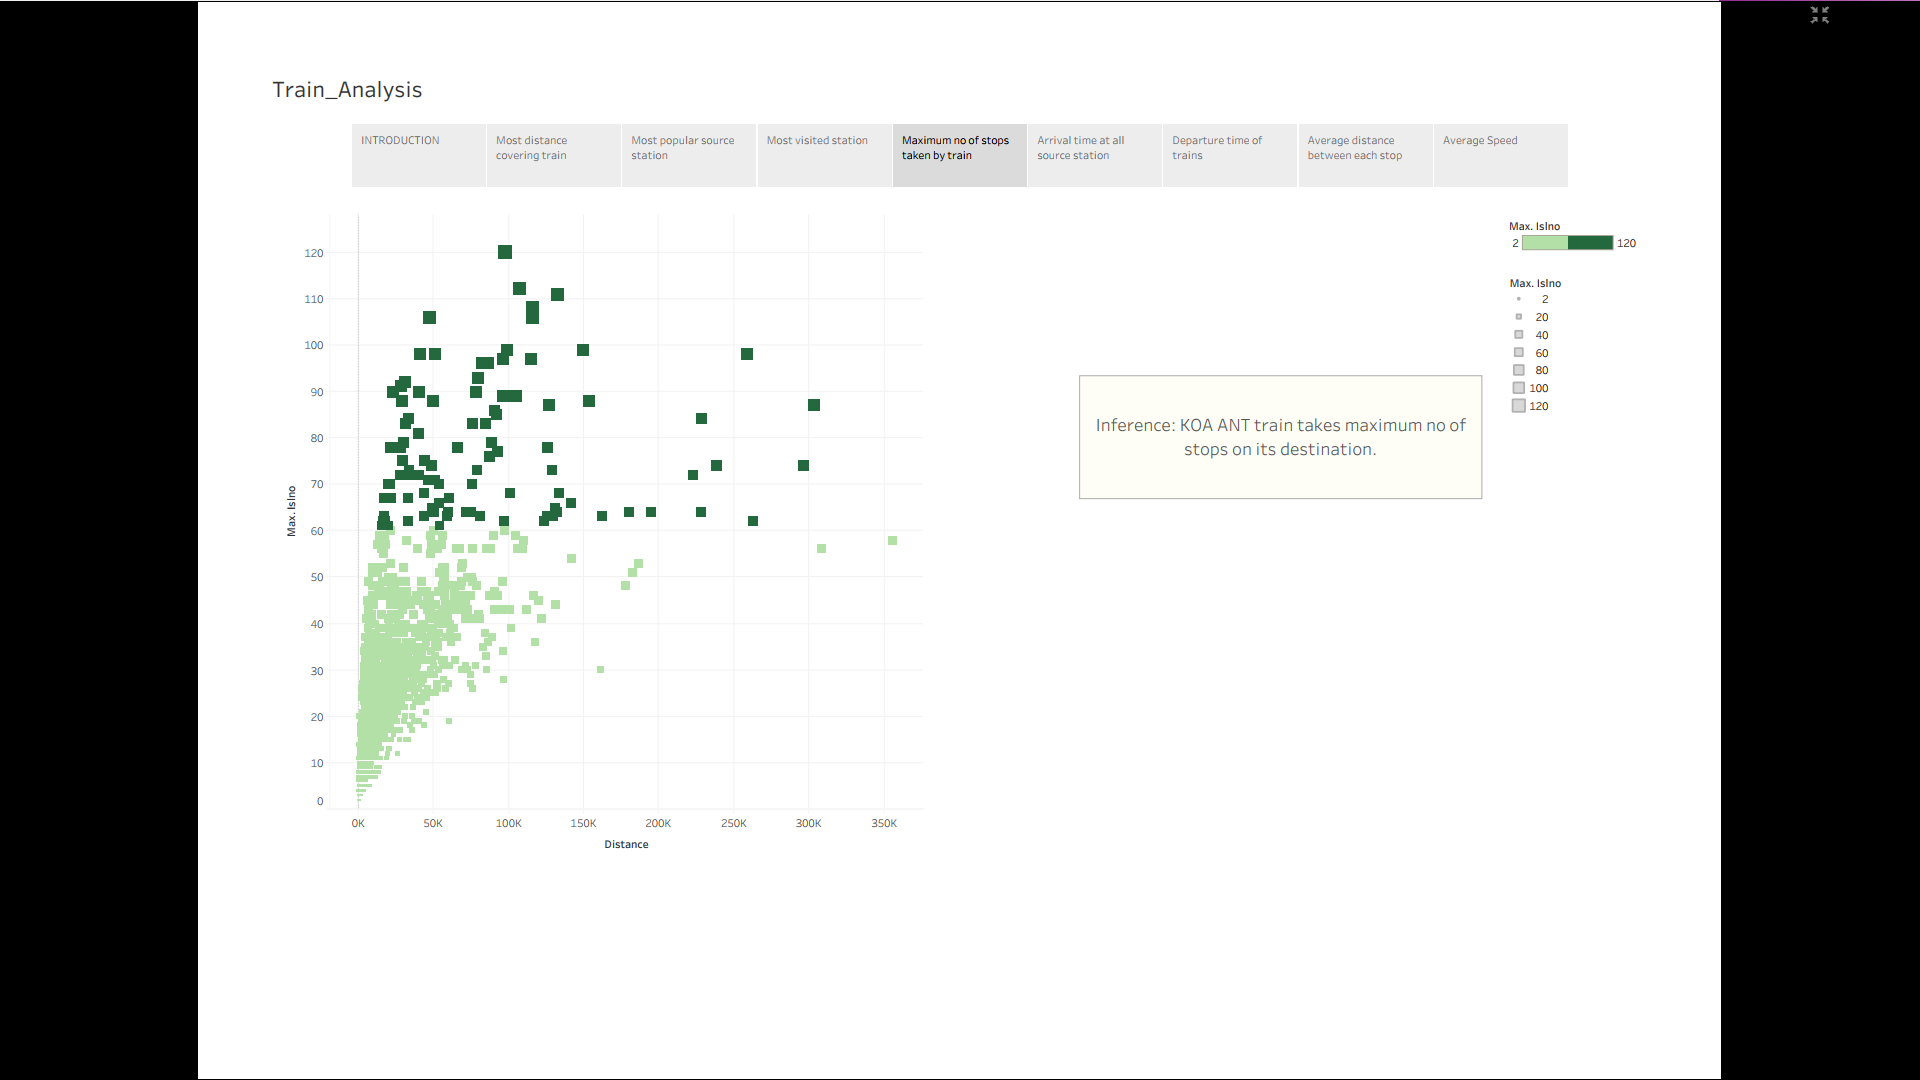 Train_Analysis
INTRODUCTION
Most distance
covering train
Most popular source
station
Most visited station
Maximum no of stops
taken by train
Arrival time at all
source station
Departure time of
trains
Average distance
between each stop
Average Speed
120
110
100
90
80
70
60
50
40
30
20
10
0
Max. Islno
0K
50K
100K
150K
200K
250K
300K
350K
Distance
Inference: KOA ANT train takes maximum no of
stops on its destination.
Max. Islno
2
120
Max. Islno
2
20
40
60
80
100
120